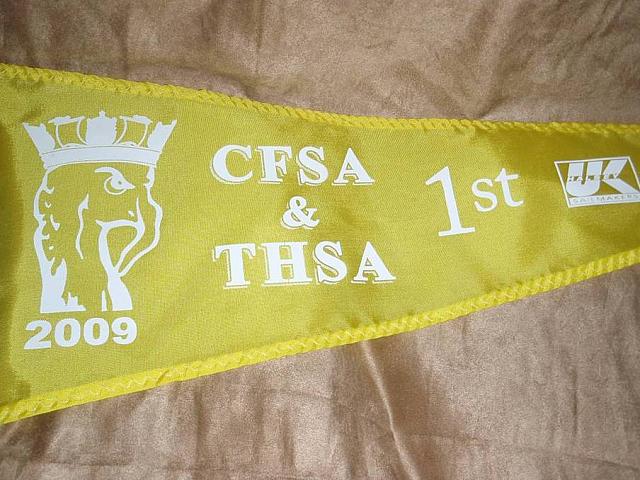 CFSA
&
THSA
1st
2009
UK
SAILMAKERS